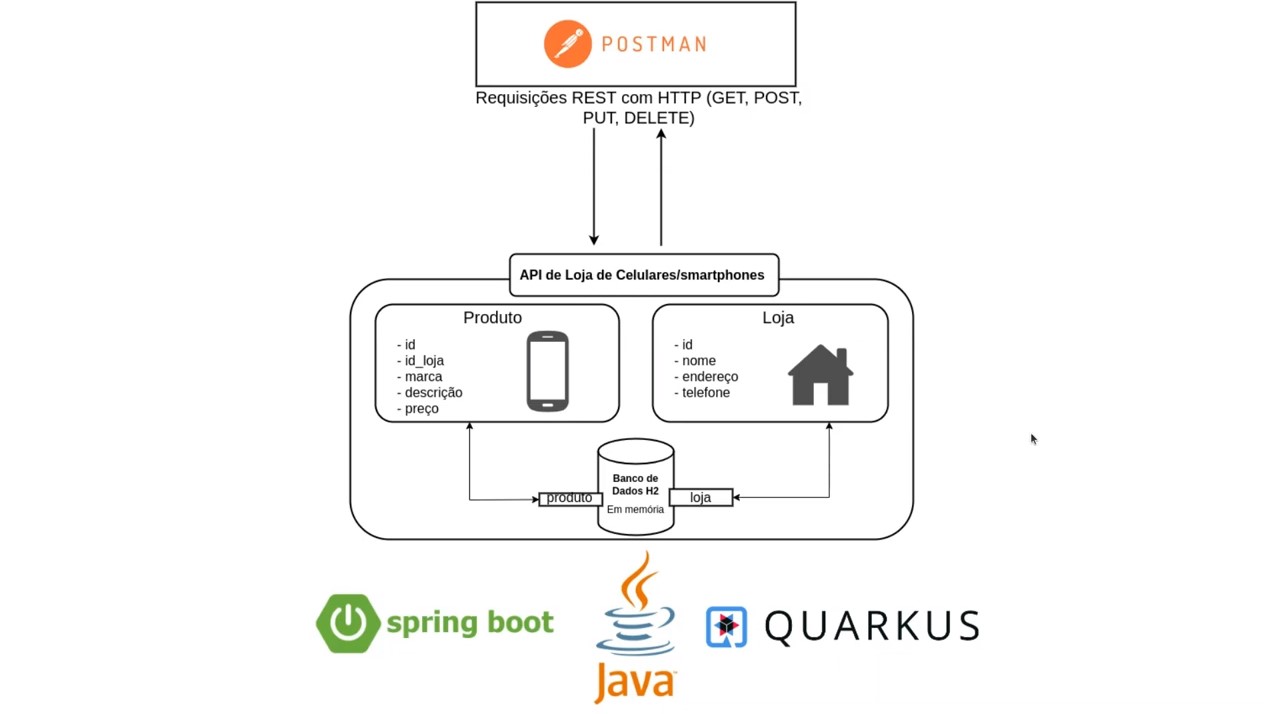 POSTMAN
Requisições REST com HTTP (GET, POST,
PUT, DELETE)
API de Loja de Celulares/smartphones
Produto
- id
- id_loja
- marca
- descrição
- preço
Loja
- id
- nome
- endereço
- telefone
Banco de
Dados H2
Em memória
produto
loja
spring boot
Java™
QUARKUS